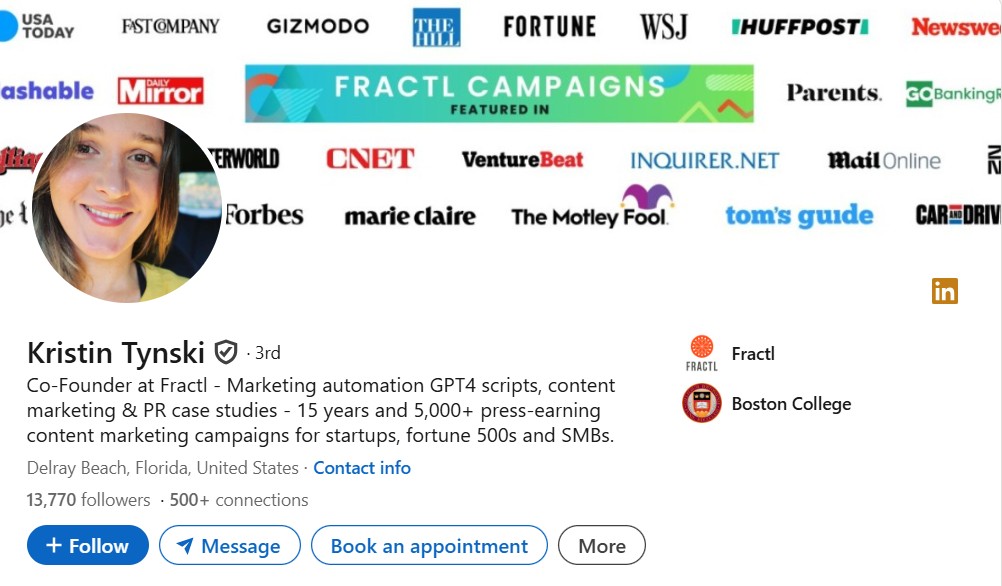 USA TODAY
FAST COMPANY
GIZMODO
THE HILL
FORTUNE
WSJ
HUFFPOST
Newswe
ashable
DAILY Mirror
FRACTL CAMPAIGNS
FEATURED IN
Parents.
GOBankingR
TERWORLD
CNET
VentureBeat
INQUIRER.NET
Mail Online
Forbes
marie claire
The Motley Fool.
tom's guide
CAR AND DRIV
in
Kristin Tynski · 3rd
Co-Founder at Fractl - Marketing automation GPT4 scripts, content
marketing & PR case studies - 15 years and 5,000+ press-earning
content marketing campaigns for startups, fortune 500s and SMBs.
Delray Beach, Florida, United States · Contact info
13,770 followers · 500+ connections
+ Follow
Message
Book an appointment
More
FRACTL
Fractl
Boston College